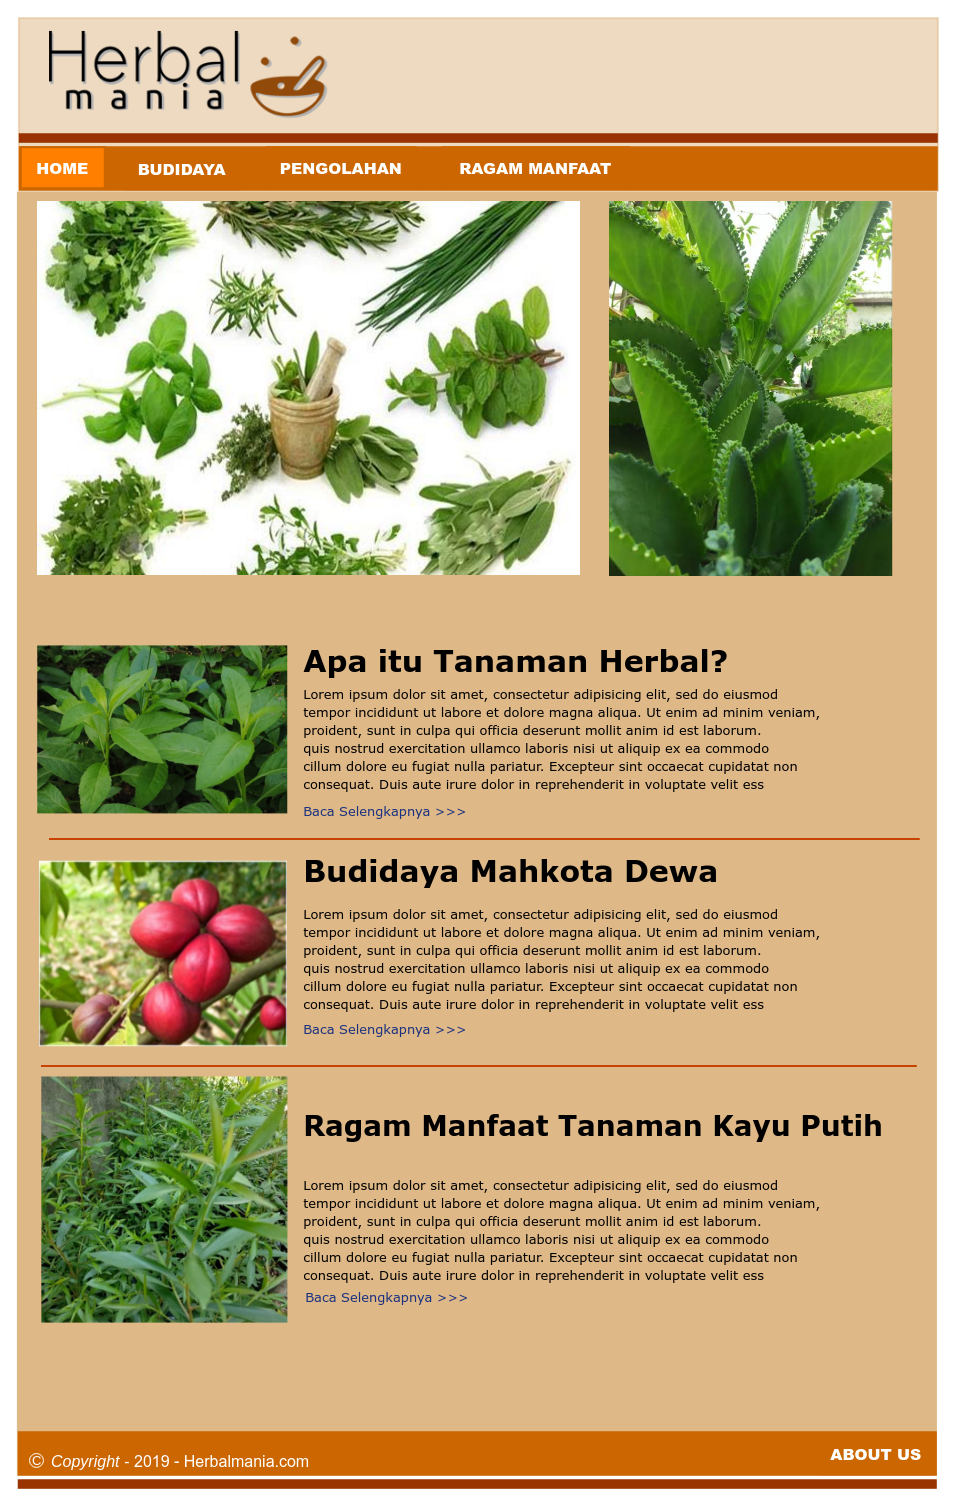 Herbal
mania
HOME BUDIDAYA PENGOLAHAN RAGAM MANFAAT
Apa itu Tanaman Herbal?
Lorem ipsum dolor sit amet, consectetur adipisicing elit, sed do eiusmod
tempor incididunt ut labore et dolore magna aliqua. Ut enim ad minim veniam,
proident, sunt in culpa qui officia deserunt mollit anim id est laborum.
quis nostrud exercitation ullamco laboris nisi ut aliquip ex ea commodo
cillum dolore eu fugiat nulla pariatur. Excepteur sint occaecat cupidatat non
consequat. Duis aute irure dolor in reprehenderit in voluptate velit ess
Baca Selengkapnya >>>
Budidaya Mahkota Dewa
Lorem ipsum dolor sit amet, consectetur adipisicing elit, sed do eiusmod
tempor incididunt ut labore et dolore magna aliqua. Ut enim ad minim veniam,
proident, sunt in culpa qui officia deserunt mollit anim id est laborum.
quis nostrud exercitation ullamco laboris nisi ut aliquip ex ea commodo
cillum dolore eu fugiat nulla pariatur. Excepteur sint occaecat cupidatat non
consequat. Duis aute irure dolor in reprehenderit in voluptate velit ess
Baca Selengkapnya >>>
Ragam Manfaat Tanaman Kayu Putih
Lorem ipsum dolor sit amet, consectetur adipisicing elit, sed do eiusmod
tempor incididunt ut labore et dolore magna aliqua. Ut enim ad minim veniam,
proident, sunt in culpa qui officia deserunt mollit anim id est laborum.
quis nostrud exercitation ullamco laboris nisi ut aliquip ex ea commodo
cillum dolore eu fugiat nulla pariatur. Excepteur sint occaecat cupidatat non
consequat. Duis aute irure dolor in reprehenderit in voluptate velit ess
Baca Selengkapnya >>>
© Copyright - 2019 - Herbalmania.com
ABOUT US